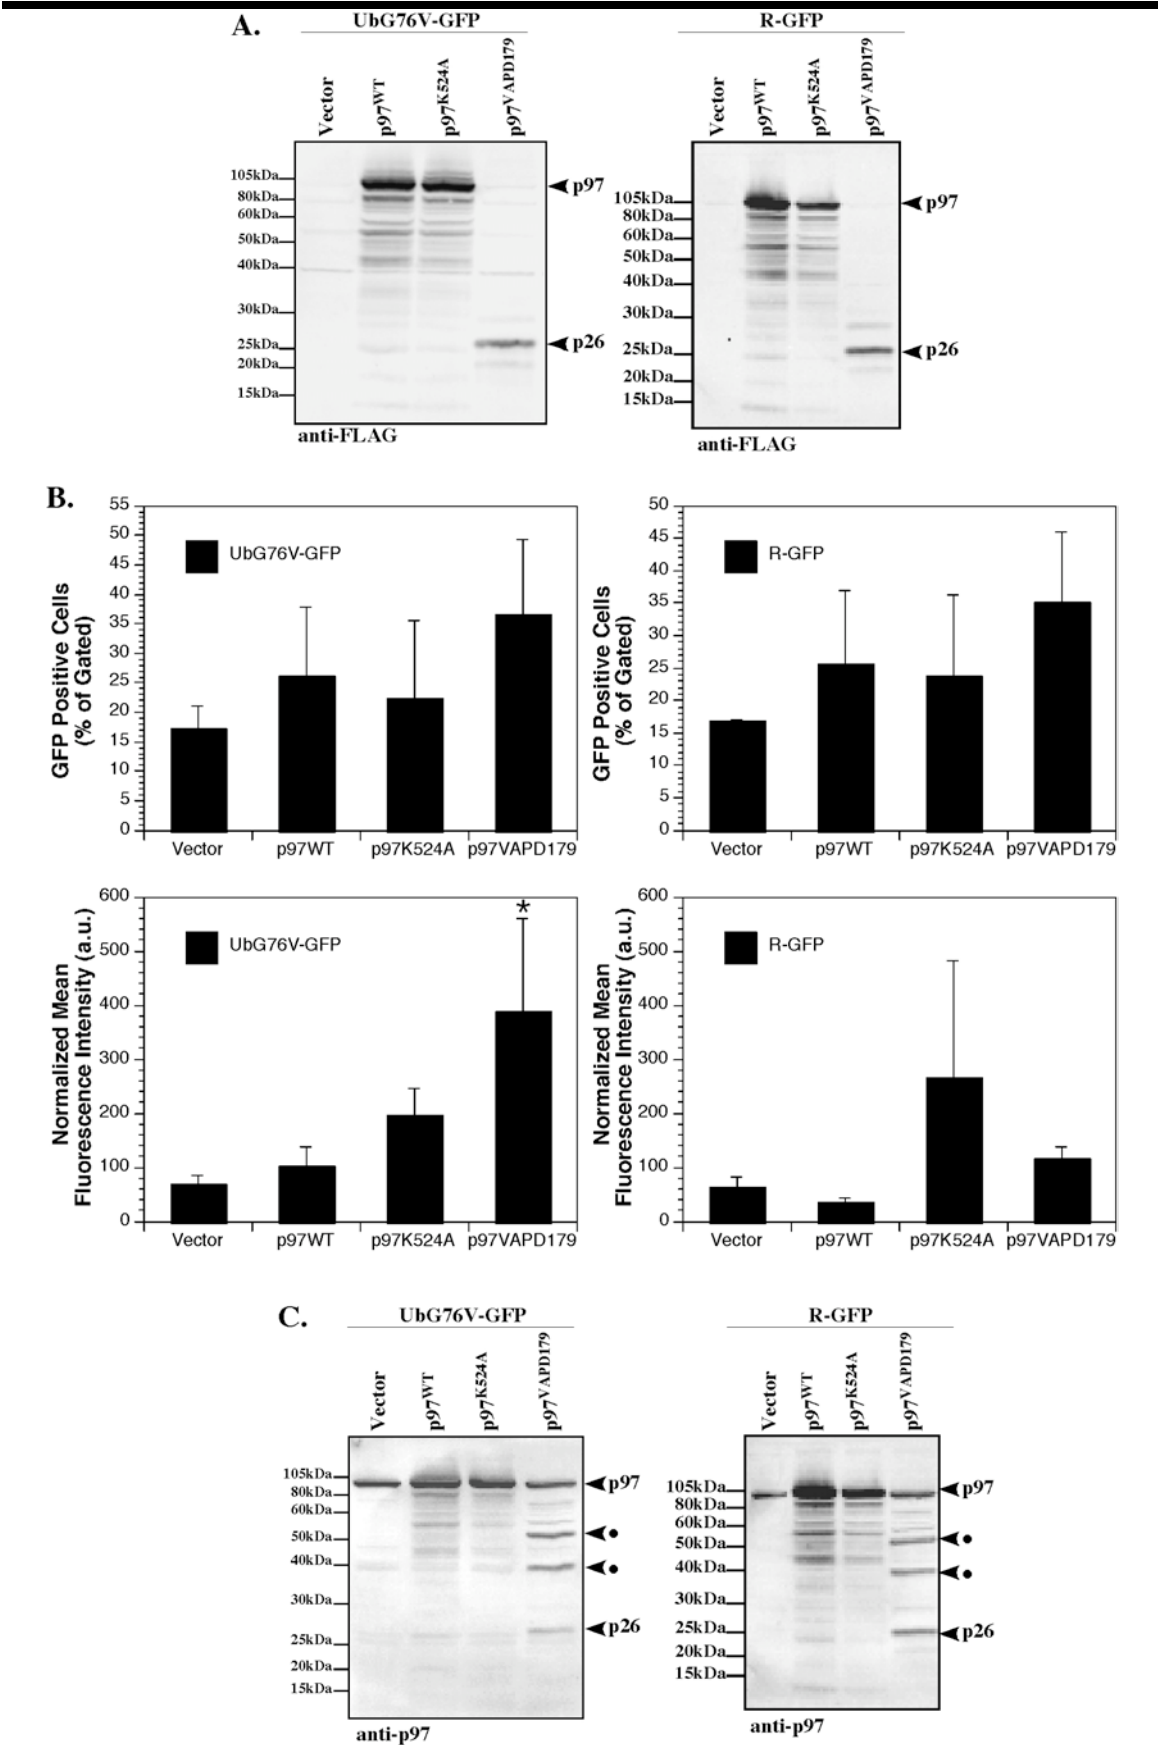 A.
UbG76V-GFP
Vector
p97WT
p97K524A
p97VAPD179
105kDa
80kDa
60kDa
50kDa
40kDa
30kDa
25kDa
20kDa
15kDa
p97
p26
anti-FLAG
R-GFP
Vector
p97WT
p97K524A
p97VAPD179
105kDa
80kDa
60kDa
50kDa
40kDa
30kDa
25kDa
20kDa
15kDa
p97
p26
anti-FLAG
B.
GFP Positive Cells
(% of Gated)
55
50
45
40
35
30
25
20
15
10
5
0
UbG76V-GFP
Vector
p97WT
p97K524A
p97VAPD179
GFP Positive Cells
(% of Gated)
50
45
40
35
30
25
20
15
10
5
0
R-GFP
Vector
p97WT
p97K524A
p97VAPD179
Normalized Mean
Fluorescence Intensity (a.u.)
600
500
400
300
200
100
0
UbG76V-GFP
*
Vector
p97WT
p97K524A
p97VAPD179
Normalized Mean
Fluorescence Intensity (a.u.)
600
500
400
300
200
100
0
R-GFP
Vector
p97WT
p97K524A
p97VAPD179
C.
UbG76V-GFP
Vector
p97WT
p97K524A
p97VAPD179
105kDa
80kDa
60kDa
50kDa
40kDa
30kDa
25kDa
20kDa
15kDa
p97
p26
anti-p97
R-GFP
Vector
p97WT
p97K524A
p97VAPD179
105kDa
80kDa
60kDa
50kDa
40kDa
30kDa
25kDa
20kDa
15kDa
p97
p26
anti-p97